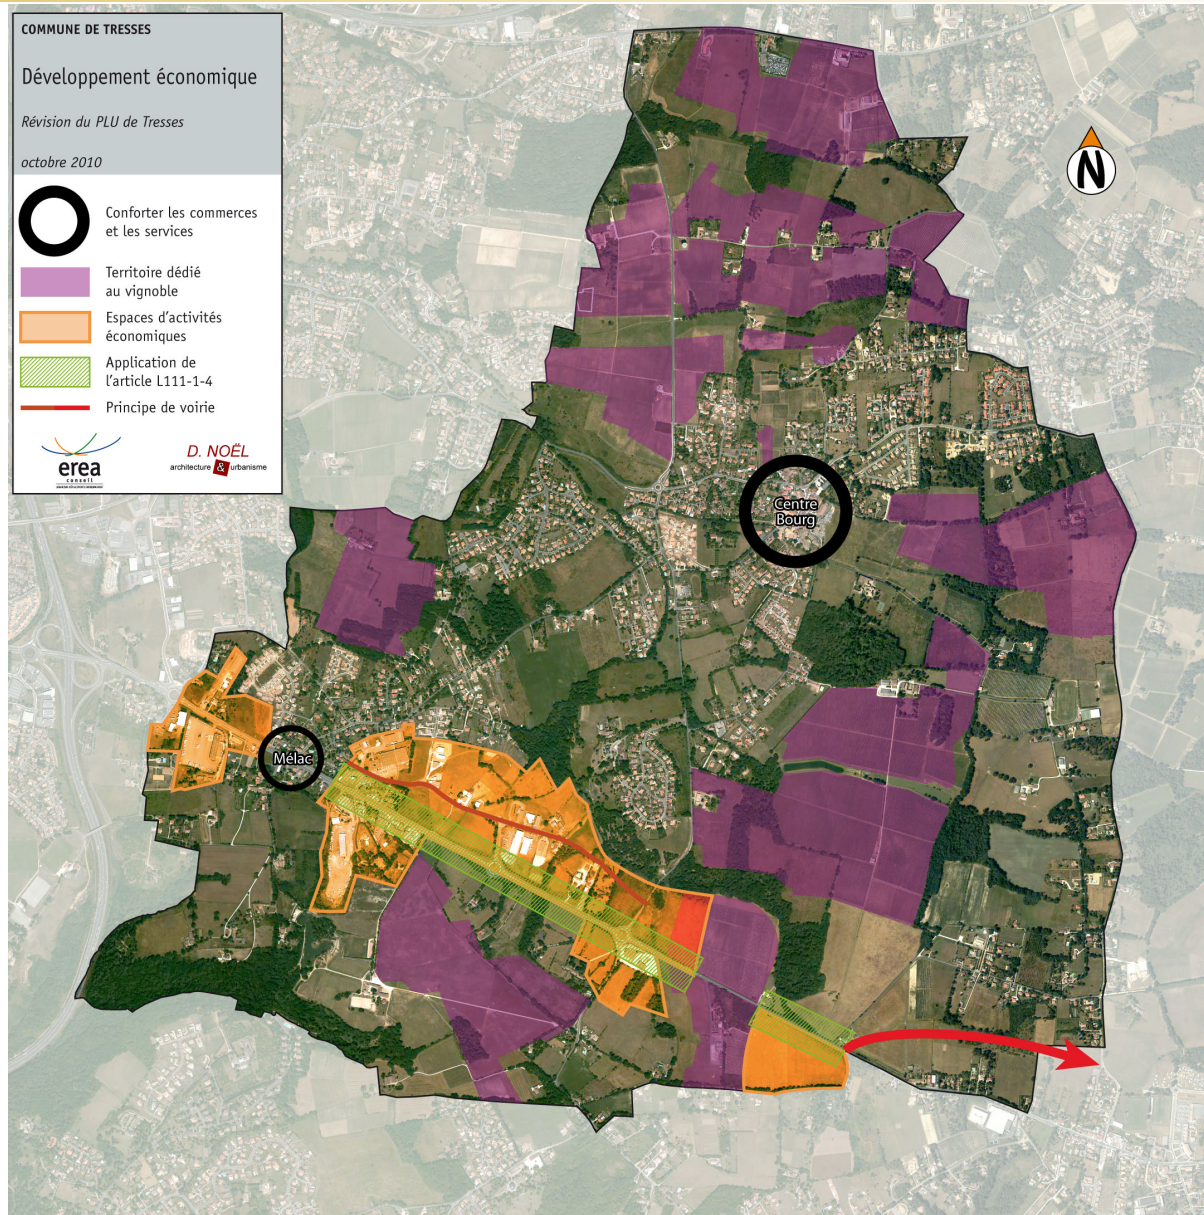 COMMUNE DE TRESSES
Développement économique
Révision du PLU de Tresses
octobre 2010
Conforter les commerces
et les services
Territoire dédié
au vignoble
Espaces d'activités
économiques
Application de
l'article L111-1-4
Principe de voirie
erea
conseil
D. NOËL
architecture & urbanisme
N
Centre
Bourg
Mélac